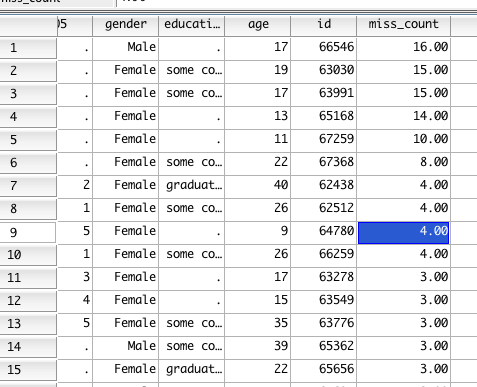 miss_count
05 gender educati... age id miss_count
1 . Male . 17 66546 16.00
2 . Female some co... 19 63030 15.00
3 . Female some co... 17 63991 15.00
4 . Female . 13 65168 14.00
5 . Female . 11 67259 10.00
6 . Female some co... 22 67368 8.00
7 2 Female graduat... 40 62438 4.00
8 1 Female some co... 26 62512 4.00
9 5 Female . 9 64780 4.00
10 1 Female some co... 26 66259 4.00
11 3 Female . 17 63278 3.00
12 4 Female . 15 63549 3.00
13 5 Female some co... 35 63776 3.00
14 . Male some co... 39 65362 3.00
15 . Female graduat... 22 65656 3.00